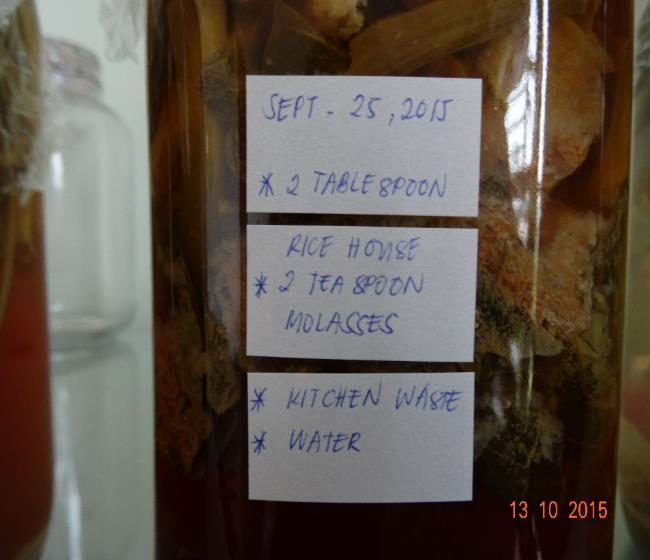 SEPT - 25, 2015
* 2 TABLE SPOON
RICE HOUSE
* 2 TEA SPOON
MOLASSES
* KITCHEN WASTE
* WATER
13 10 2015